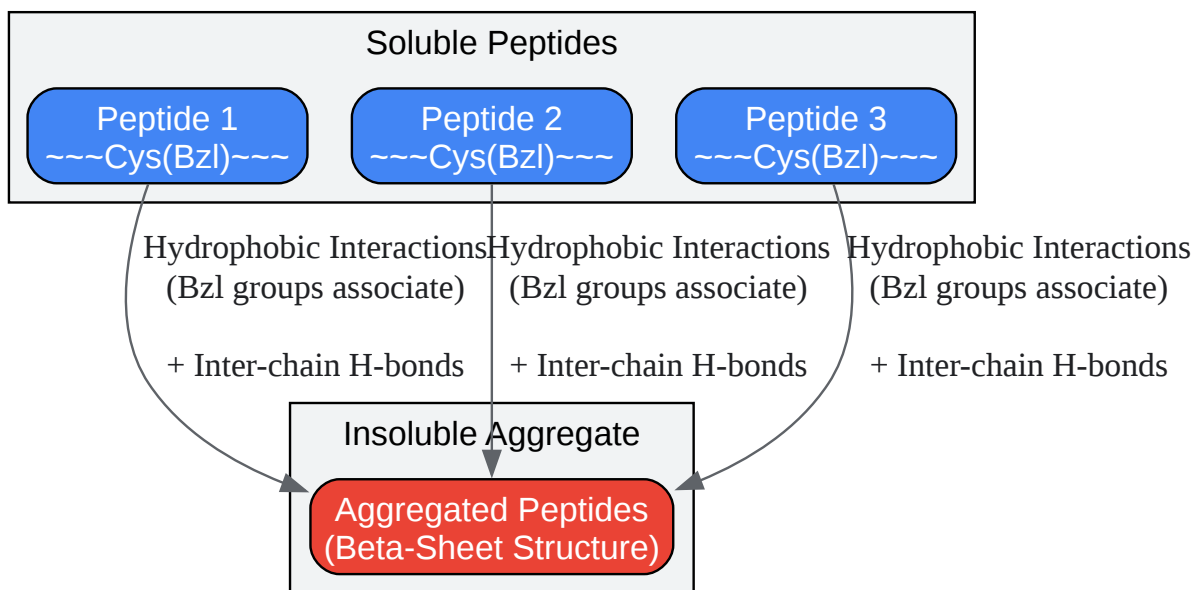 Soluble Peptides
Peptide 1
~~~Cys(Bzl)~~~
Peptide 2
~~~Cys(Bzl)~~~
Peptide 3
~~~Cys(Bzl)~~~
Hydrophobic Interactions
(Bzl groups associate)
+ Inter-chain H-bonds
Hydrophobic Interactions
(Bzl groups associate)
+ Inter-chain H-bonds
Hydrophobic Interactions
(Bzl groups associate)
+ Inter-chain H-bonds
Insoluble Aggregate
Aggregated Peptides
(Beta-Sheet Structure)